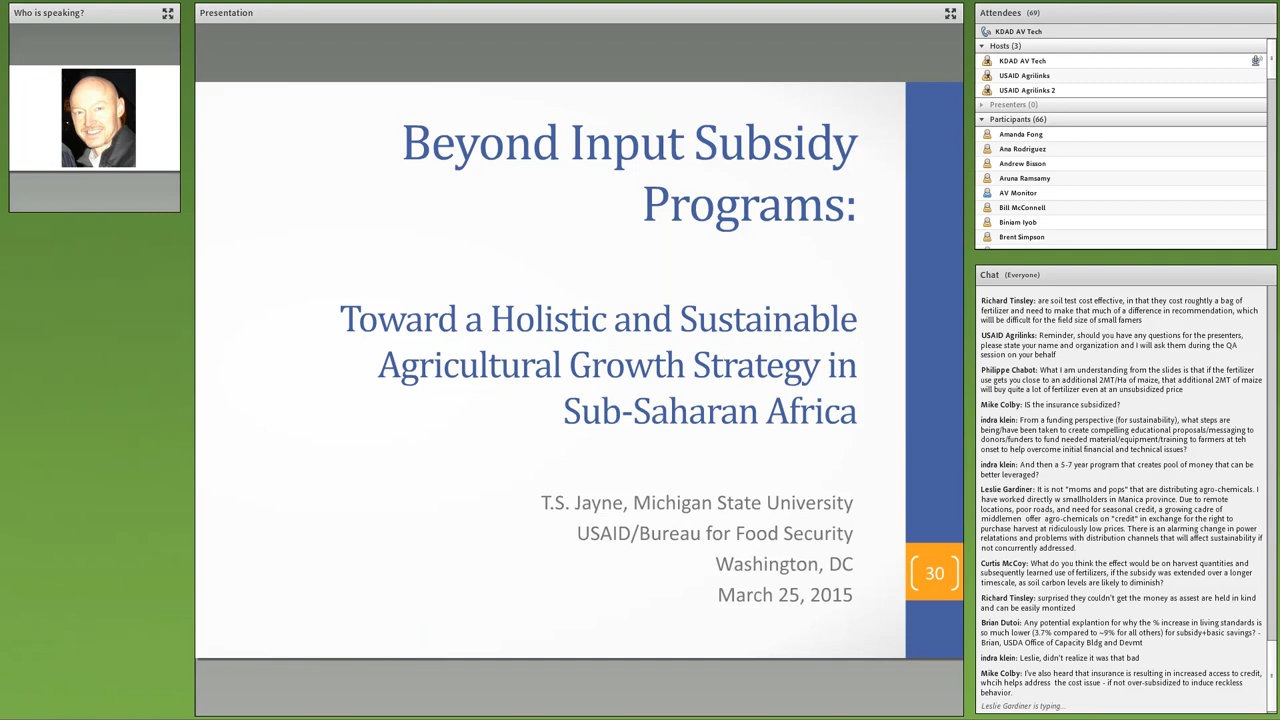 Who is speaking?
Presentation
Beyond Input Subsidy
Programs:
Toward a Holistic and Sustainable
Agricultural Growth Strategy in
Sub-Saharan Africa
T.S. Jayne, Michigan State University
USAID/Bureau for Food Security
Washington, DC
March 25, 2015
30
Attendees (69)
KDAD AV Tech
Hosts (3)
KDAD AV Tech
USAID Agrilinks
USAID Agrilinks 2
Presenters (0)
Participants (66)
Amanda Fong
Ana Rodriguez
Andrew Bisson
Aruna Ramsamy
AV Monitor
Bill McConnell
Biniam Iyob
Brent Simpson
Chat (Everyone)
Richard Tinsley: are soil test cost effective, in that they cost roughtly a bag of
fertilizer and need to make that much of a difference in recommendation, which
willl be difficult for the field size of small famers
USAID Agrilinks: Reminder, should you have any questions for the presenters,
please state your name and organization and I will ask them during the QA
session on your behalf
Philippe Chabot: What I am understanding from the slides is that if the fertilizer
use gets you close to an additional 2MT/Ha of maize, that additional 2MT of maize
will buy quite a lot of fertilizer even at an unsubsidized price
Mike Colby: IS the insurance subsidized?
indra klein: From a funding perspective (for sustainability), what steps are
being/have been taken to create compelling educational proposals/messaging to
donors/funders to fund needed material/equipment/training to farmers at teh
onset to help overcome initial financial and technical issues?
indra klein: And then a 5-7 year program that creates pool of money that can be
better leveraged?
Leslie Gardiner: It is not "moms and pops" that are distributing agro-chemicals. I
have worked directly w smallholders in Manica province. Due to remote
locations, poor roads, and need for seasonal credit, a growing cadre of
middlemen offer agro-chemicals on "credit" in exchange for the right to
purchase harvest at ridiculously low prices. There is an alarming change in power
relations and problems with distribution channels that will affect sustainability if
not concurrently addressed.
Curtis McCoy: What do you think the effect would be on harvest quantities and
subsequently learned use of fertilizers, if the subsidy was extended over a longer
timescale, as soil carbon levels are likely to diminish?
Richard Tinsley: surprised they couldn't get the money as assest are held in kind
and can be easily montized
Brian Dutoi: Any potential explantion for why the % increase in living standards is
so much lower (3.7% compared to ~9% for all others) for subsidy+basic savings? -
Brian, USDA Office of Capacity Bldg and Devmt
indra klein: Leslie, didn't realize it was that bad
Mike Colby: I've also heard that insurance is resulting in increased access to credit,
whcih helps address the cost issue - if not over-subsidized to induce reckless
behavior.
Leslie Gardiner is typing...